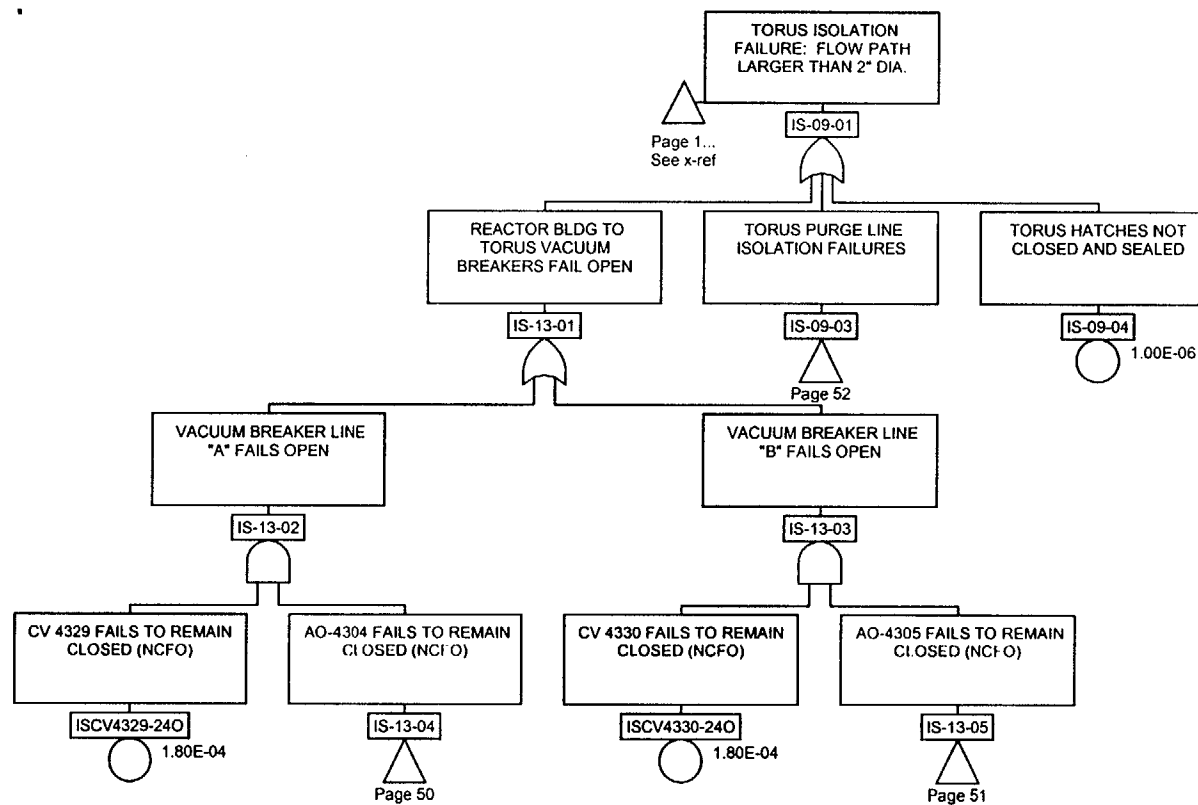 TORUS ISOLATION
FAILURE: FLOW PATH
LARGER THAN 2" DIA.
IS-09-01
Page 1...
See x-ref
REACTOR BLDG TO
TORUS VACUUM
BREAKERS FAIL OPEN
IS-13-01
TORUS PURGE LINE
ISOLATION FAILURES
IS-09-03
Page 52
TORUS HATCHES NOT
CLOSED AND SEALED
IS-09-04
1.00E-06
VACUUM BREAKER LINE
"A" FAILS OPEN
IS-13-02
VACUUM BREAKER LINE
"B" FAILS OPEN
IS-13-03
CV 4329 FAILS TO REMAIN
CLOSED (NCFO)
ISCV4329-24O
1.80E-04
AO-4304 FAILS TO REMAIN
CLOSED (NCFO)
IS-13-04
Page 50
CV 4330 FAILS TO REMAIN
CLOSED (NCFO)
ISCV4330-24O
1.80E-04
AO-4305 FAILS TO REMAIN
CLOSED (NCFO)
IS-13-05
Page 51